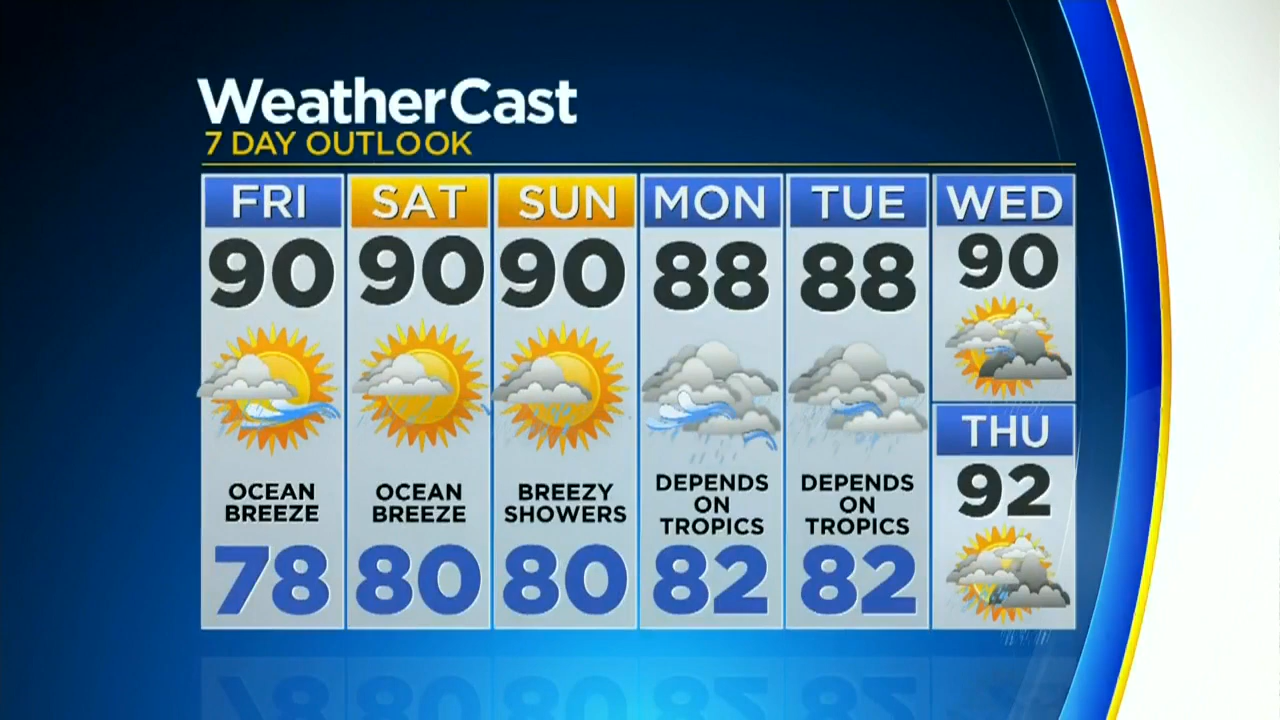 WeatherCast
7 DAY OUTLOOK
FRI
90
OCEAN
BREEZE
78
SAT
90
OCEAN
BREEZE
80
SUN
90
BREEZY
SHOWERS
80
MON
88
DEPENDS
ON
TROPICS
82
TUE
88
DEPENDS
ON
TROPICS
82
WED
90
THU
92